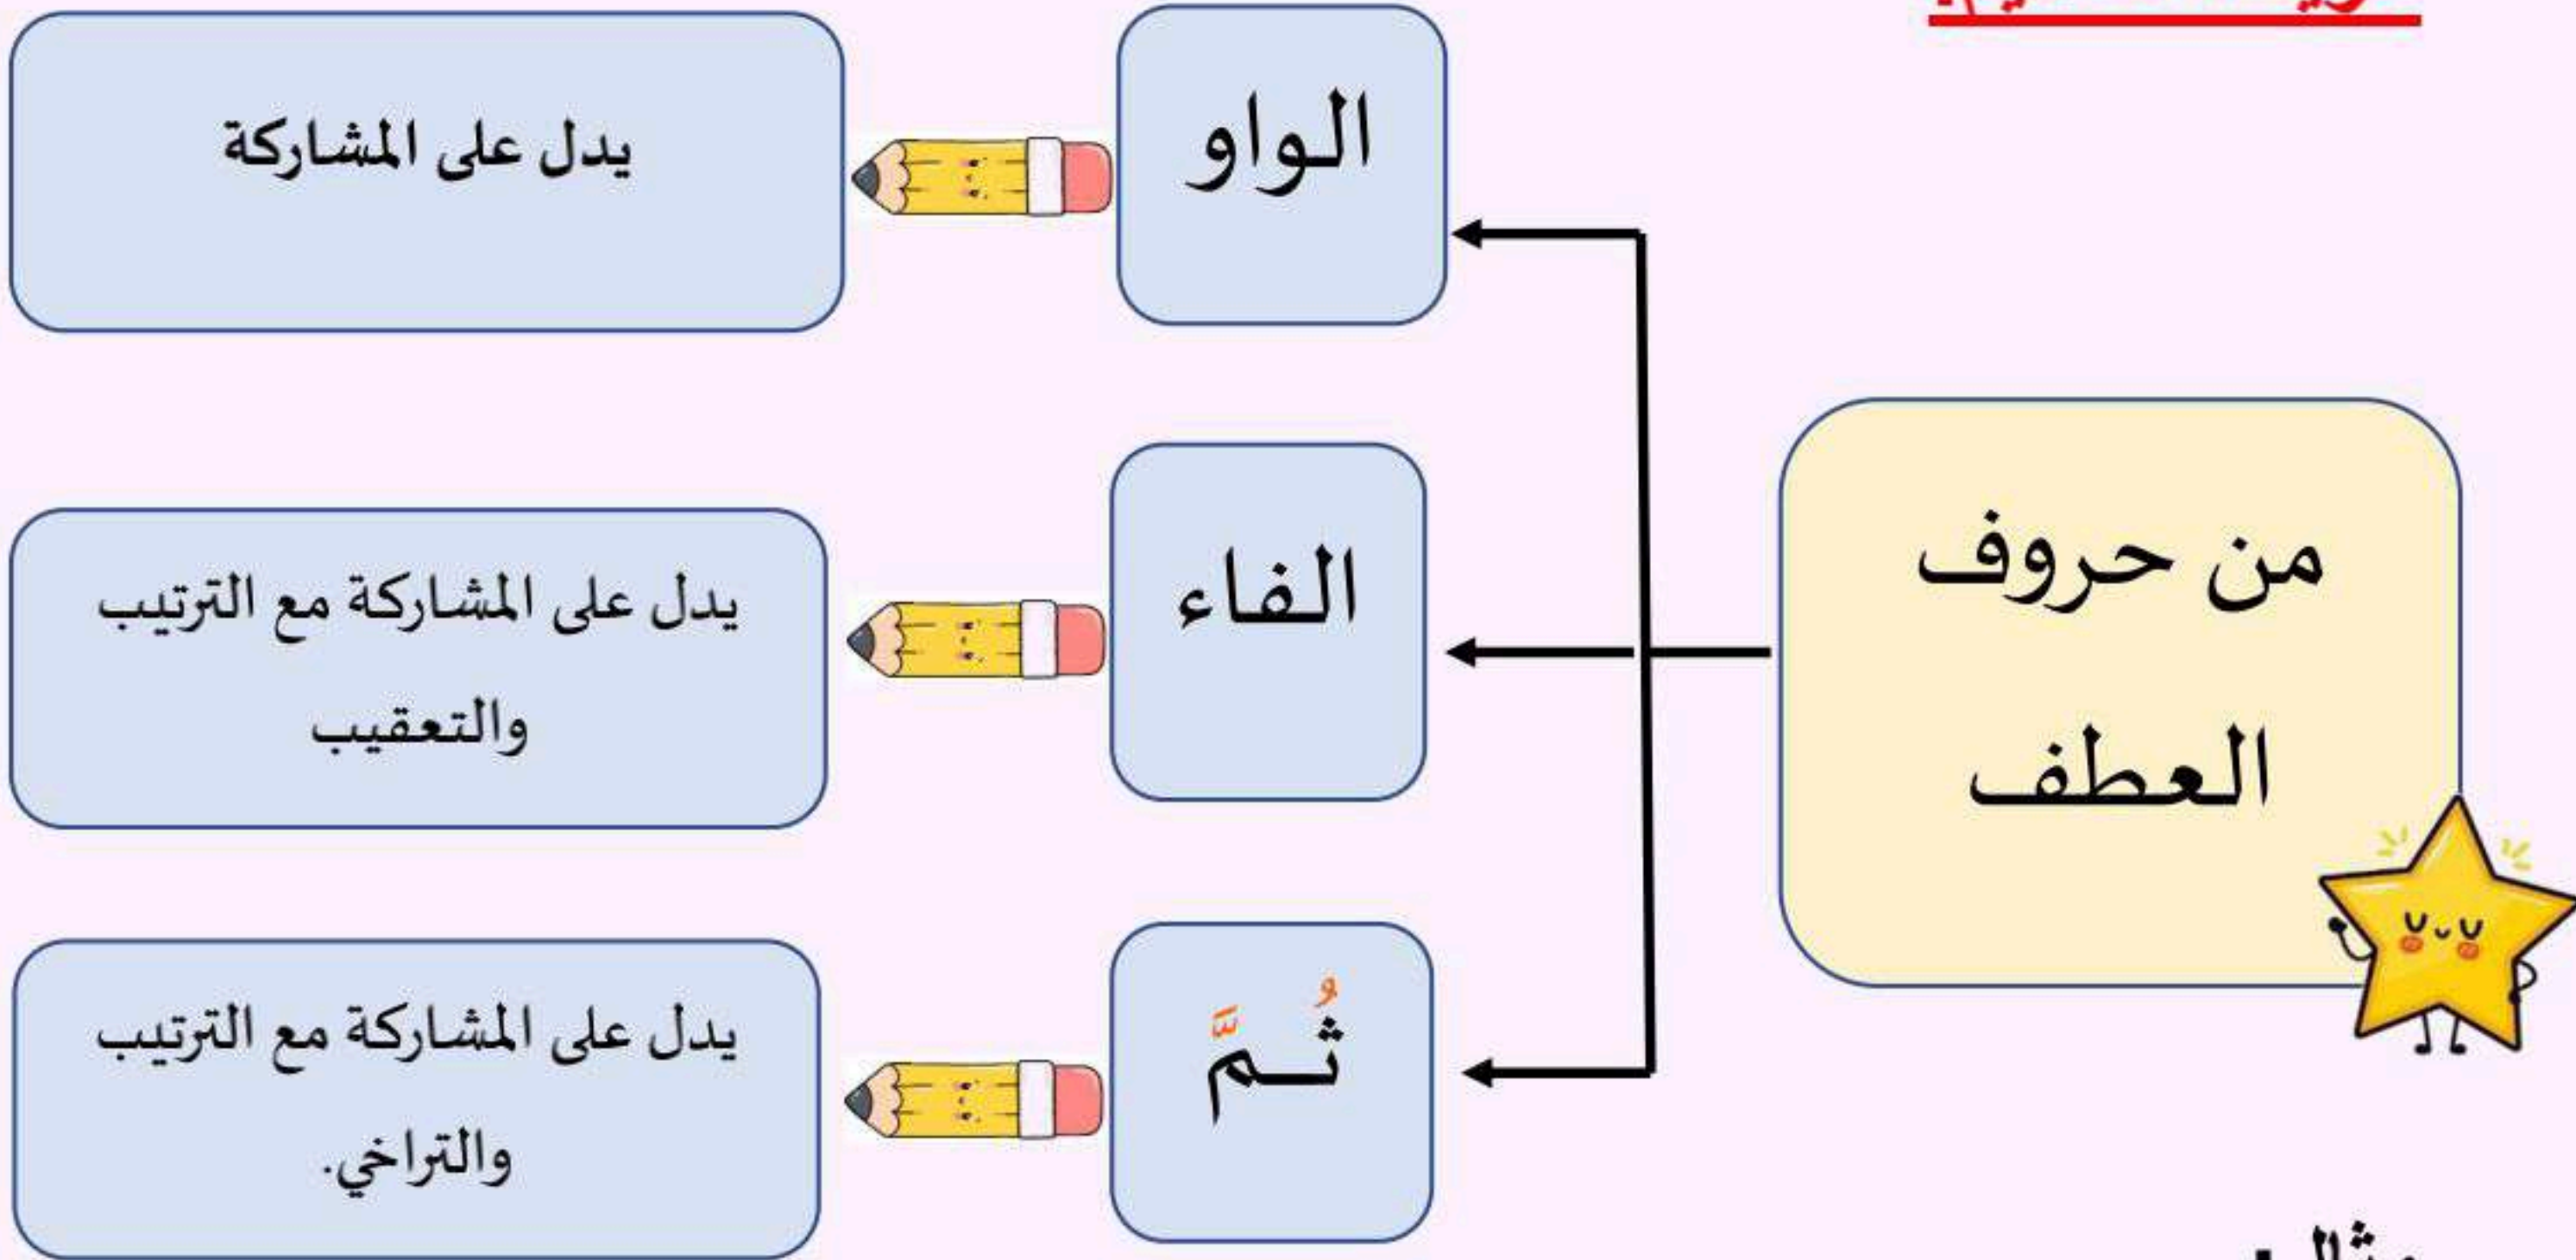 من حروف
العطف
الواو
يدل على المشاركة
الفاء
يدل على المشاركة مع الترتيب
والتعقيب
ثُمَّ
يدل على المشاركة مع الترتيب
والتراخي.